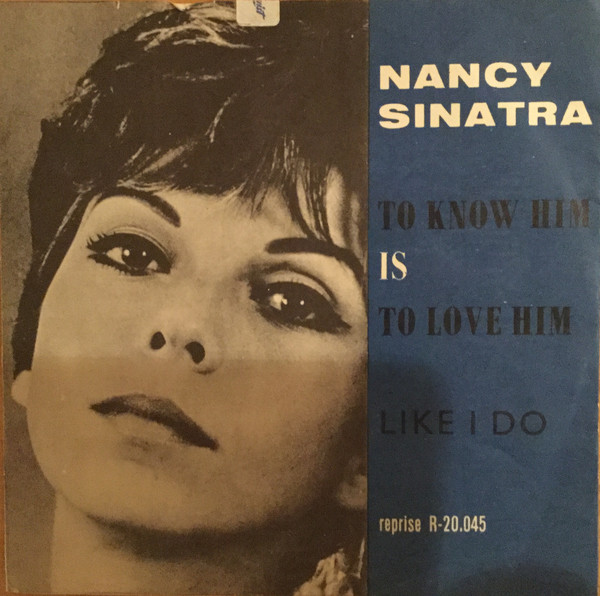 NANCY
SINATRA
TO KNOW HIM
IS
TO LOVE HIM
LIKE I DO
reprise R-20.045